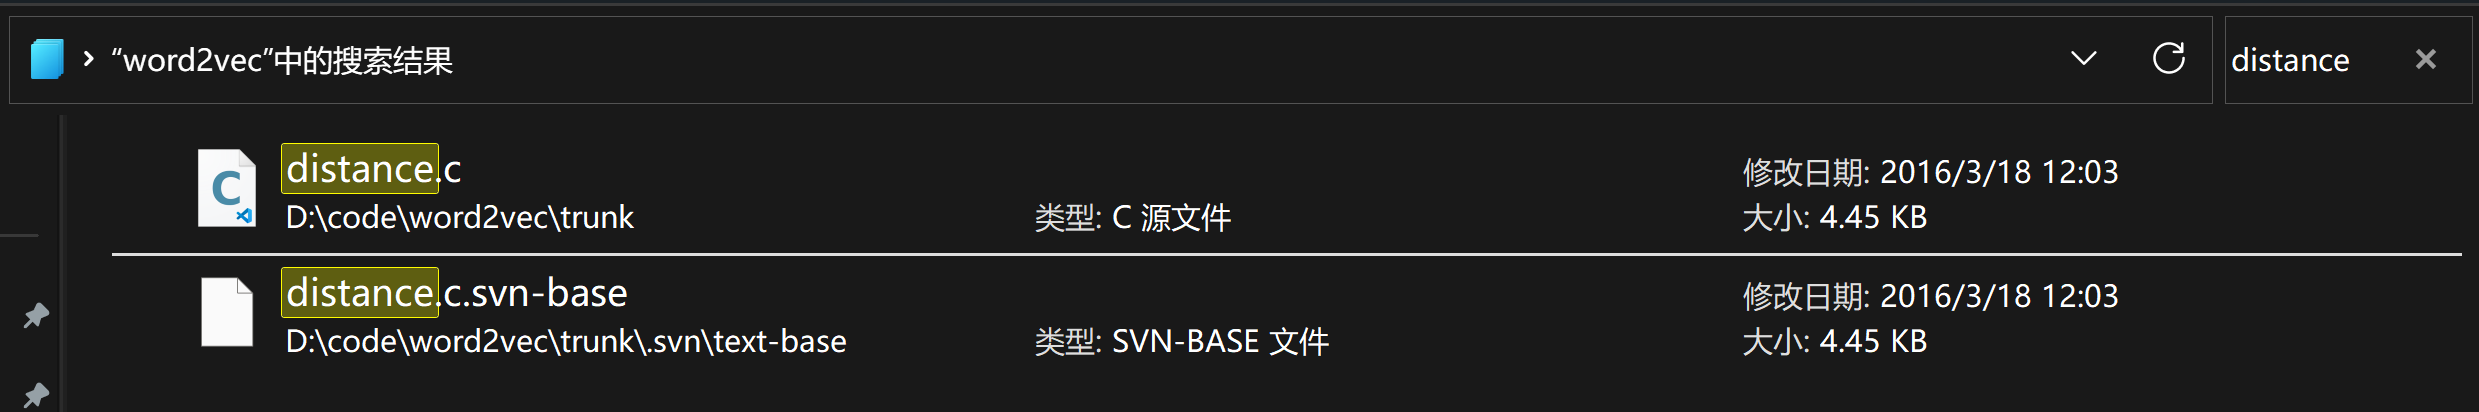 “word2vec”中的搜索结果
distance
distance.c
修改日期: 2016/3/18 12:03
D:\code\word2vec\trunk
类型: C 源文件
大小: 4.45 KB
distance.c.svn-base
修改日期: 2016/3/18 12:03
D:\code\word2vec\trunk\.svn\text-base
类型: SVN-BASE 文件
大小: 4.45 KB